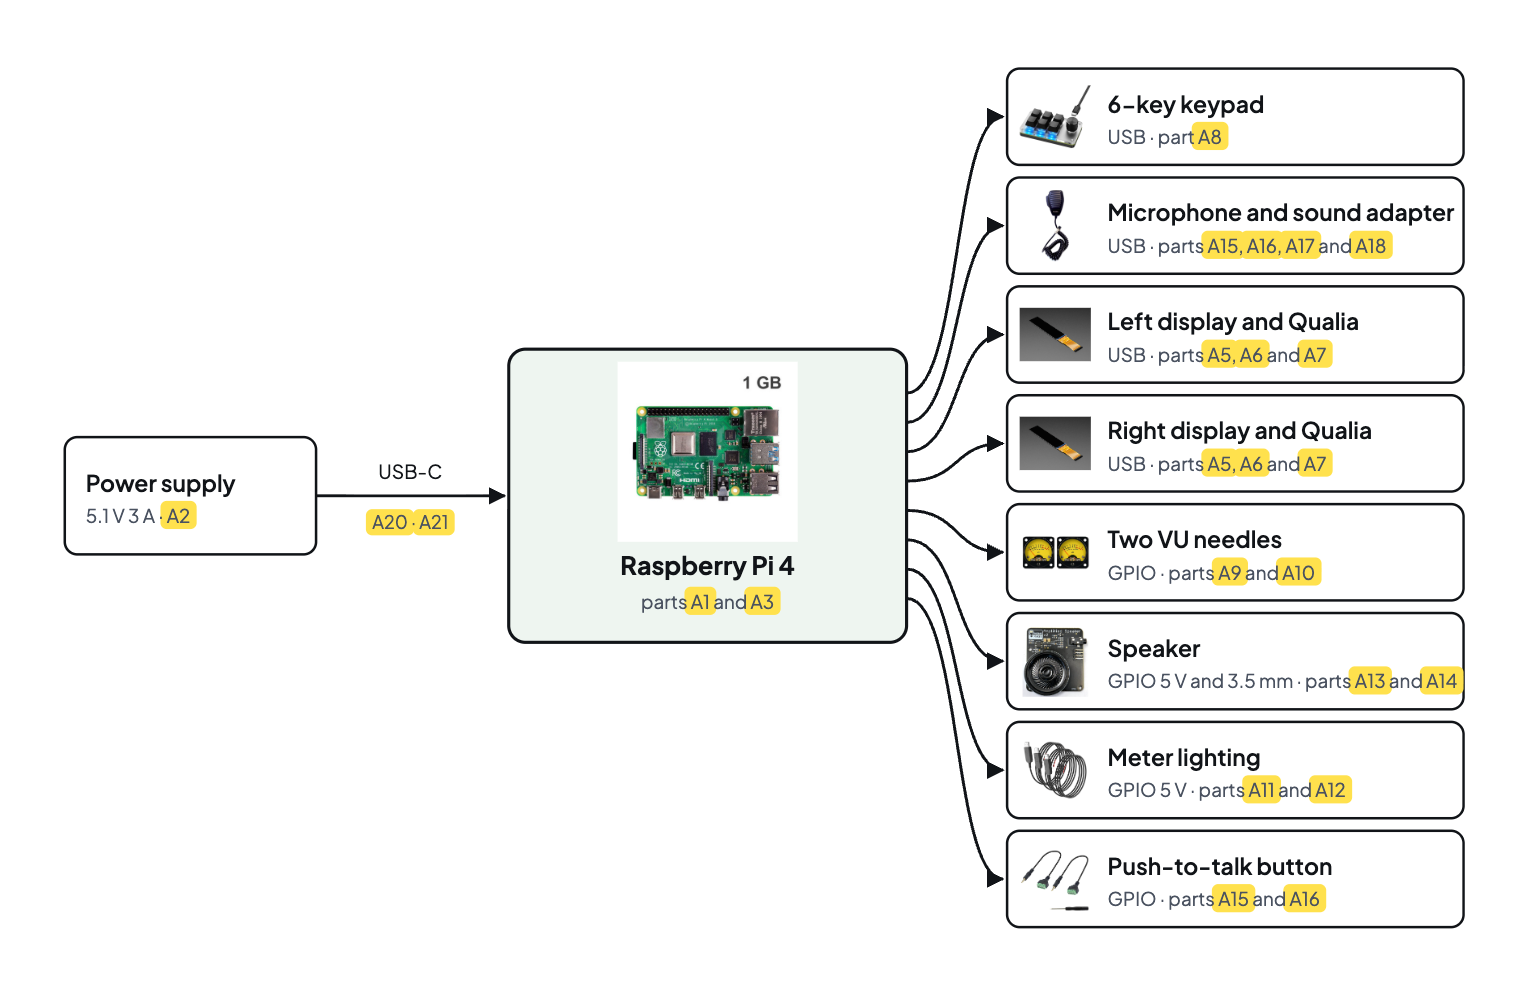 6-key keypad
USB · part A8
Microphone and sound adapter
USB · parts A15, A16, A17 and A18
Left display and Qualia
USB · parts A5, A6 and A7
1 GB
Right display and Qualia
USB · parts A5, A6 and A7
Power supply
5.1 V 3 A · A2
USB-C
A20 · A21
Raspberry Pi 4
parts A1 and A3
Two VU needles
GPIO · parts A9 and A10
Speaker
GPIO 5 V and 3.5 mm · parts A13 and A14
Meter lighting
GPIO 5 V · parts A11 and A12
Push-to-talk button
GPIO · parts A15 and A16